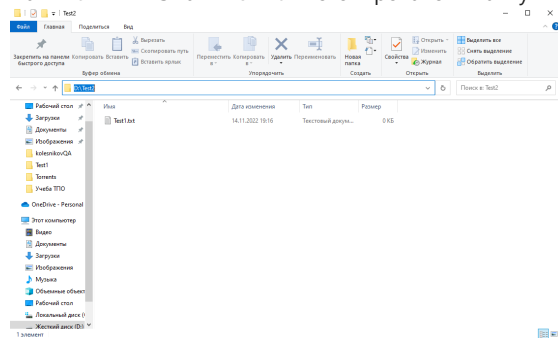 Test2
Файл Главная Поделиться Вид
Закрепить на панели быстрого доступа
Копировать
Вставить
Вырезать
Скопировать путь
Вставить ярлык
Переместить в
Копировать в
Удалить
Переименовать
Новая папка
Свойства
Открыть
Изменить
Журнал
Выделить все
Снять выделение
Обратить выделение
Буфер обмена Упорядочить Создать Открыть Выделить
D:\Test2 Поиск в: Test2
Рабочий стол
Загрузки
Документы
Изображения
kolesnikovQA
Test1
Torrents
Учеба ТПО
OneDrive - Personal
Этот компьютер
Видео
Документы
Загрузки
Изображения
Музыка
Объемные объект
Рабочий стол
Локальный диск (
Жесткий диск (D:)
Имя Дата изменения Тип Размер
Test1.txt 14.11.2022 19:16 Текстовый докум... 0 КБ
1 элемент